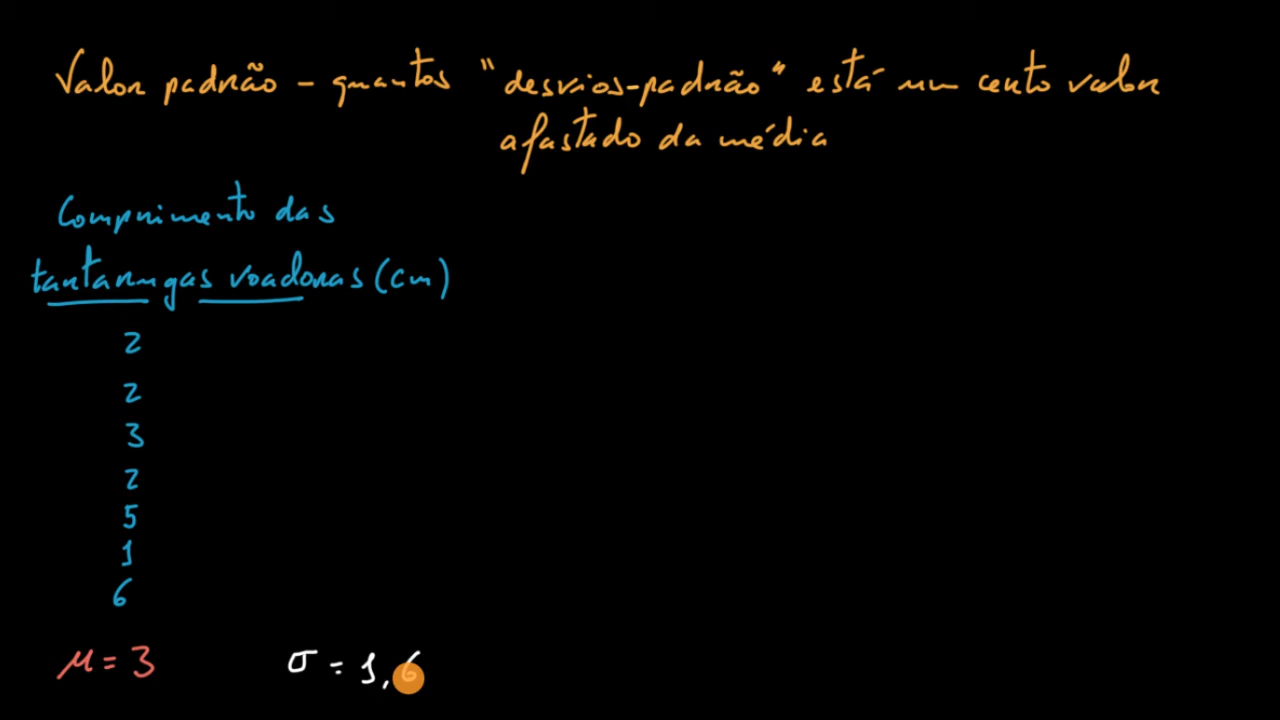 Valor padrão - quantos "desvios-padrão" está um certo valor
afastado da média
Comprimento das
tartarugas voadoras (cm)
2
2
3
2
5
1
6
μ = 3 σ = 1,6